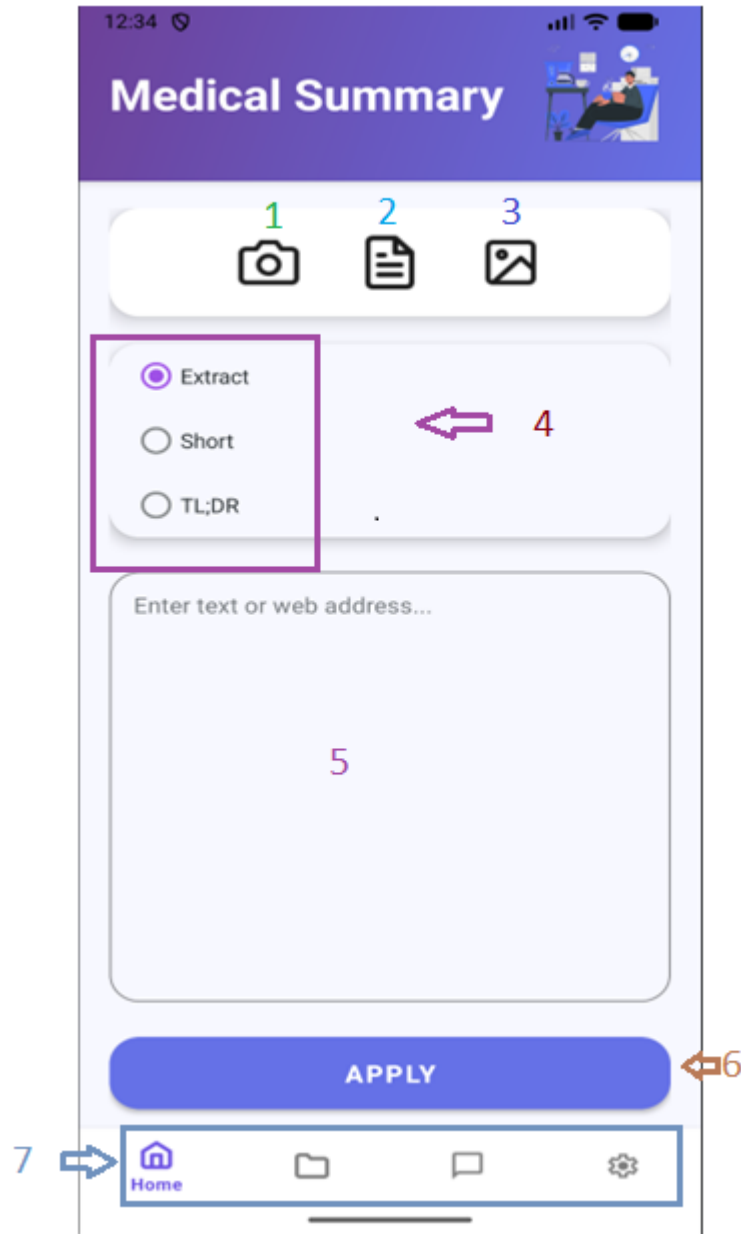 12:34
Medical Summary
1 2 3
Extract
4
Short
TL;DR
Enter text or web address...
5
APPLY
6
7
Home